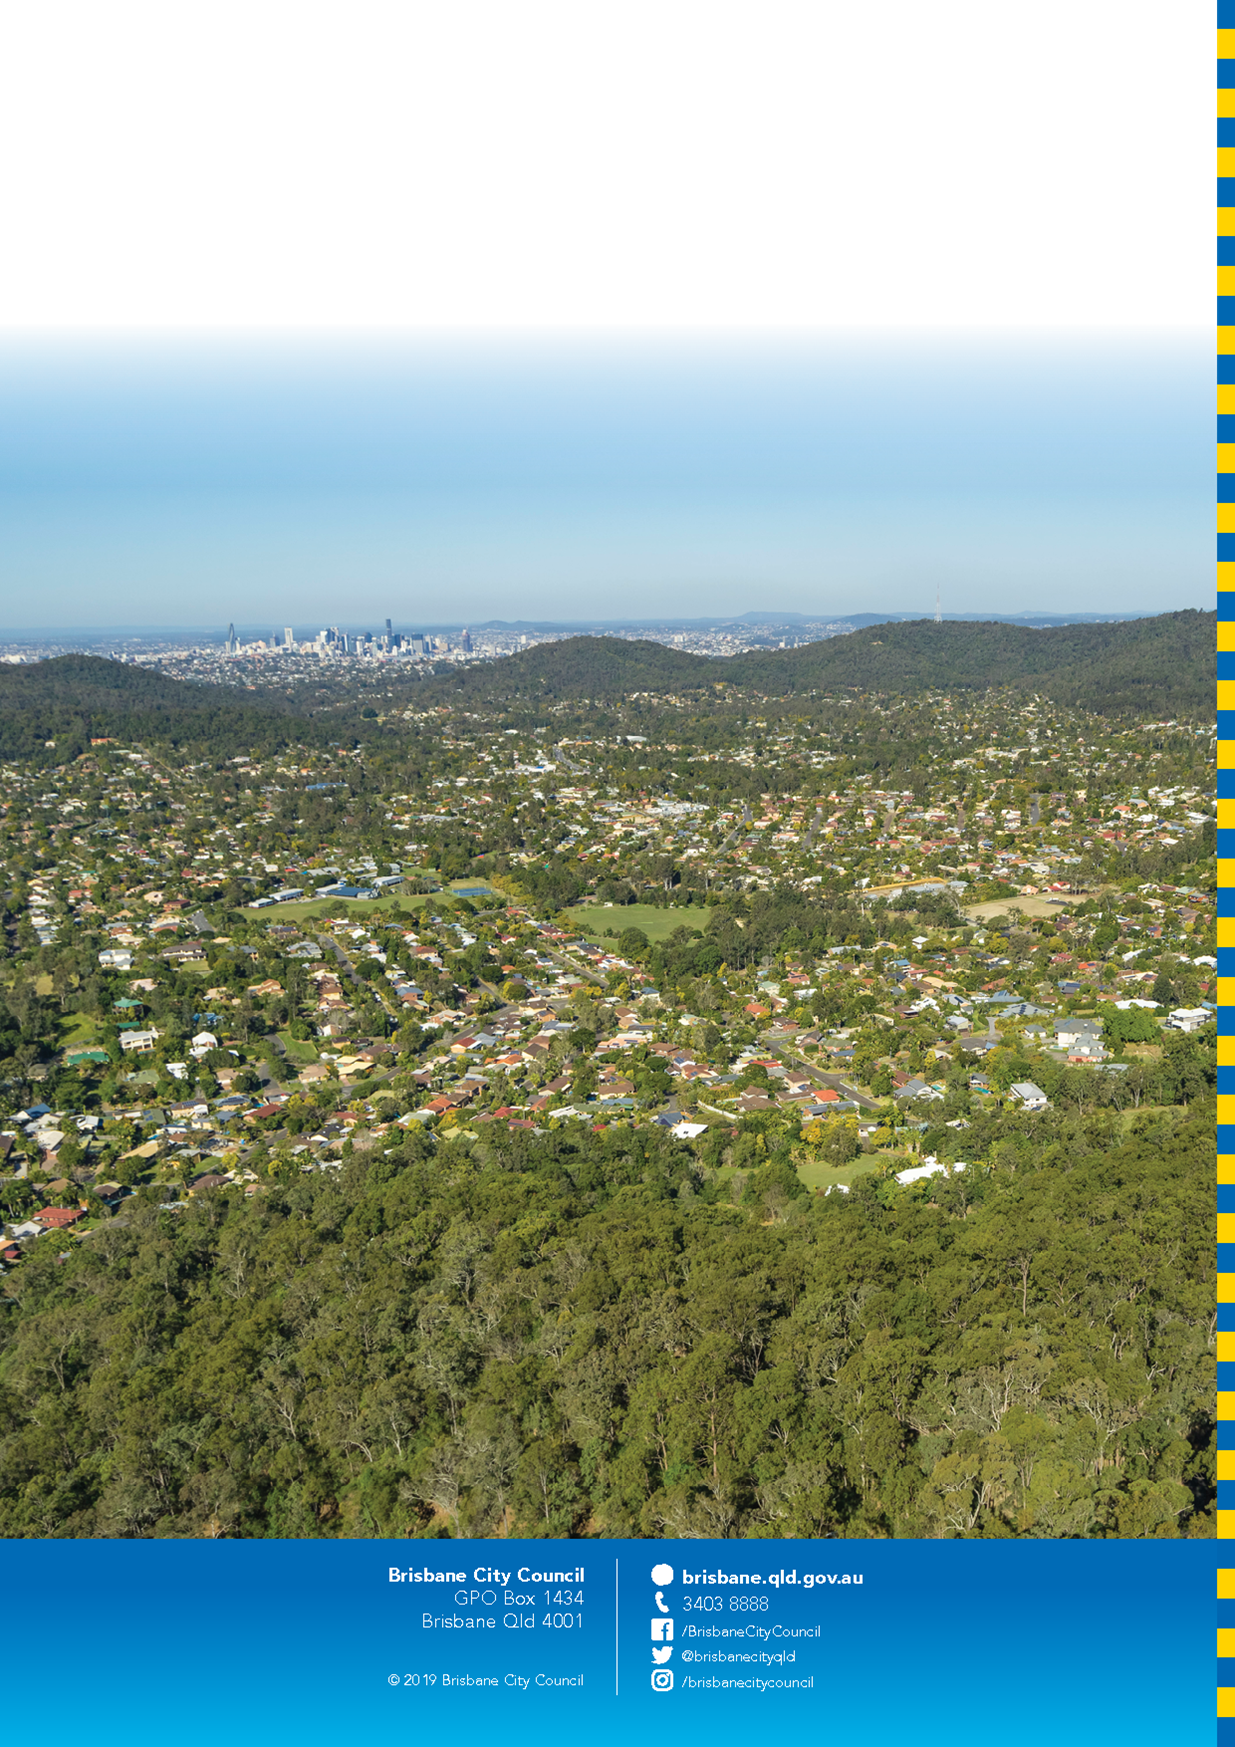 Brisbane City Council
GPO Box 1434
Brisbane Qld 4001
© 2019 Brisbane City Council
brisbane.qld.gov.au
3403 8888
/BrisbaneCityCouncil
@brisbanecityqld
/brisbanecitycouncil